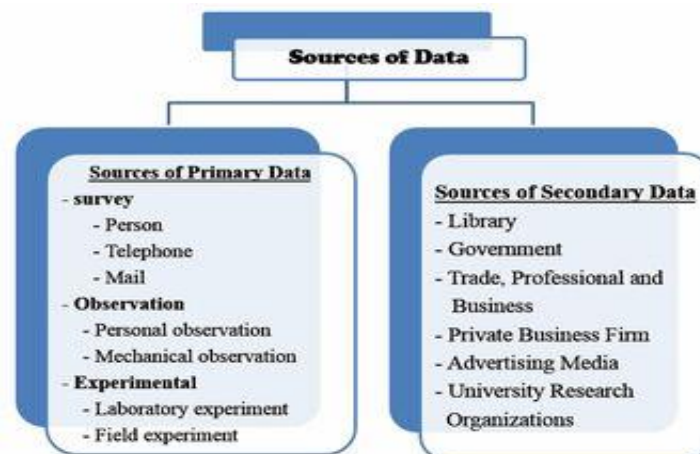 Sources of Data
Sources of Primary Data
- survey
- Person
- Telephone
- Mail
- Observation
- Personal observation
- Mechanical observation
- Experimental
- Laboratory experiment
- Field experiment
Sources of Secondary Data
- Library
- Government
- Trade, Professional and
Business
- Private Business Firm
- Advertising Media
- University Research
Organizations